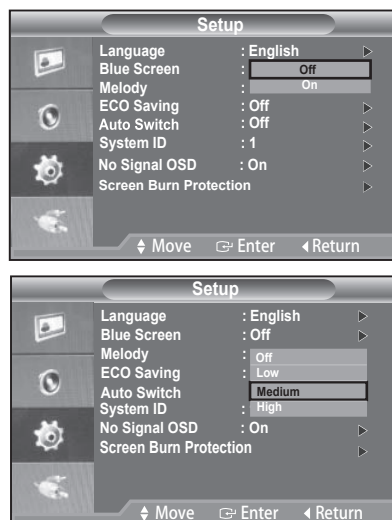 Setup
Language : English
Blue Screen : Off
Melody : On
ECO Saving : Off
Auto Switch : Off
System ID : 1
No Signal OSD : On
Screen Burn Protection
Move Enter Return
Setup
Language : English
Blue Screen : Off
Melody : Off
ECO Saving : Low
Auto Switch Medium
System ID : High
No Signal OSD : On
Screen Burn Protection
Move Enter Return